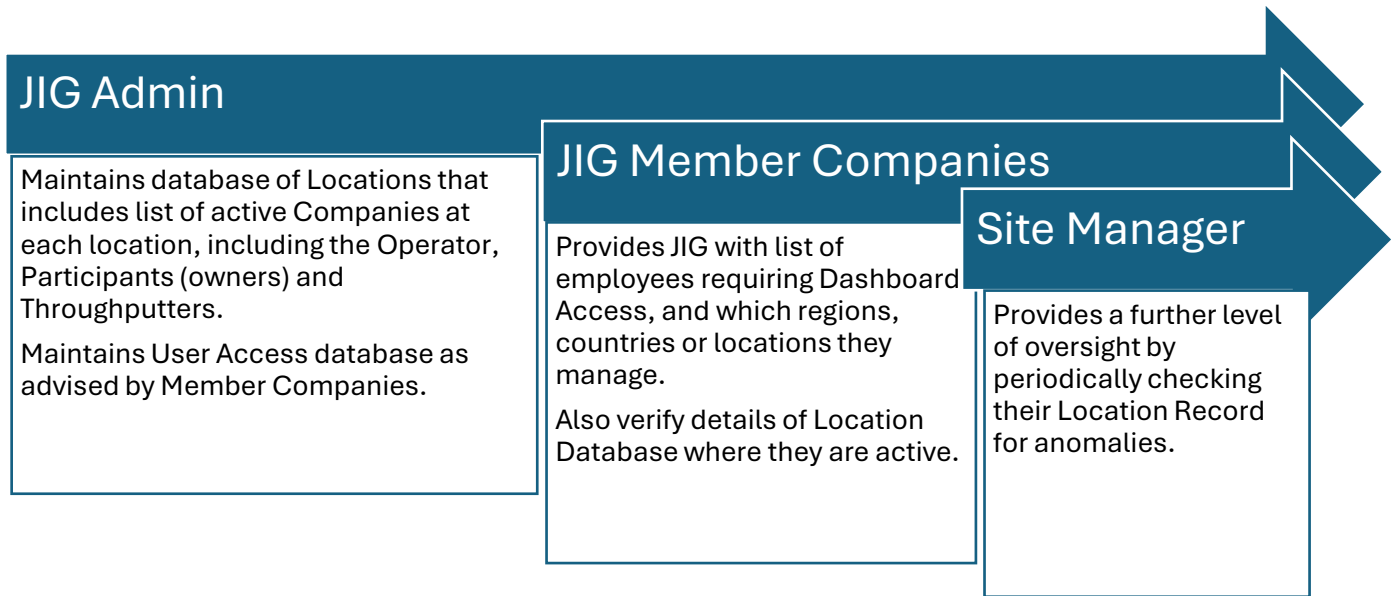 JIG Admin
Maintains database of Locations that
includes list of active Companies at
each location, including the Operator,
Participants (owners) and
Throughputters.
Maintains User Access database as
advised by Member Companies.
JIG Member Companies
Provides JIG with list of
employees requiring Dashboard
Access, and which regions,
countries or locations they
manage.
Also verify details of Location
Database where they are active.
Site Manager
Provides a further level
of oversight by
periodically checking
their Location Record
for anomalies.